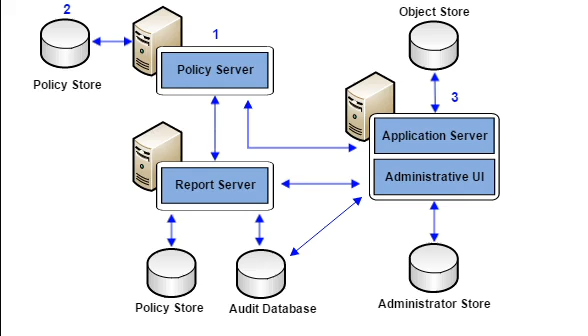 Object Store
2
1
Policy Server
Policy Store
3
Application Server
Administrative UI
Report Server
Policy Store
Audit Database
Administrator Store